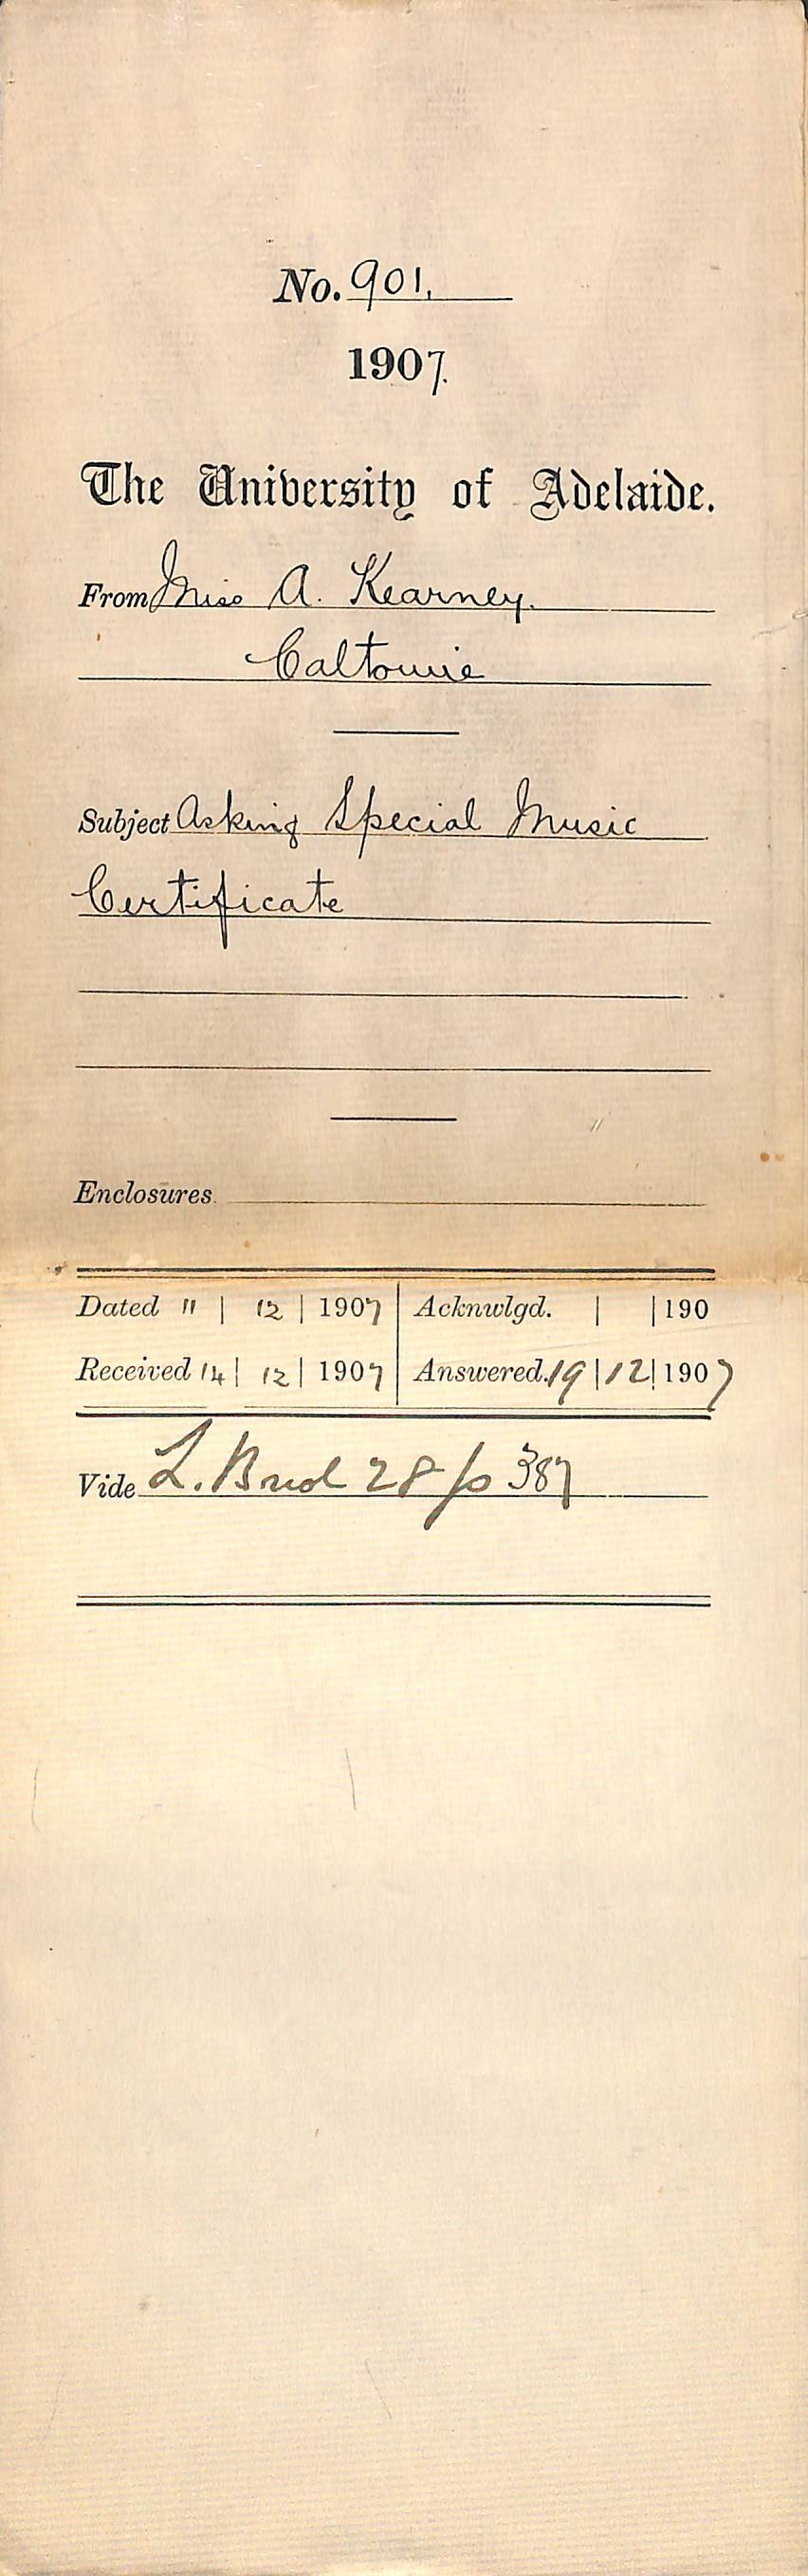 No. 901.
1907.
The University of Adelaide.
From Miss A. Kearney.
Caltowie
Subject Asking Special Music
Certificate
Enclosures
Dated 11 | 12 | 1907 Acknwlgd. | | 190
Received 14 | 12 | 1907 Answered. 19 | 12 | 1907
Vide L. 28 p 387